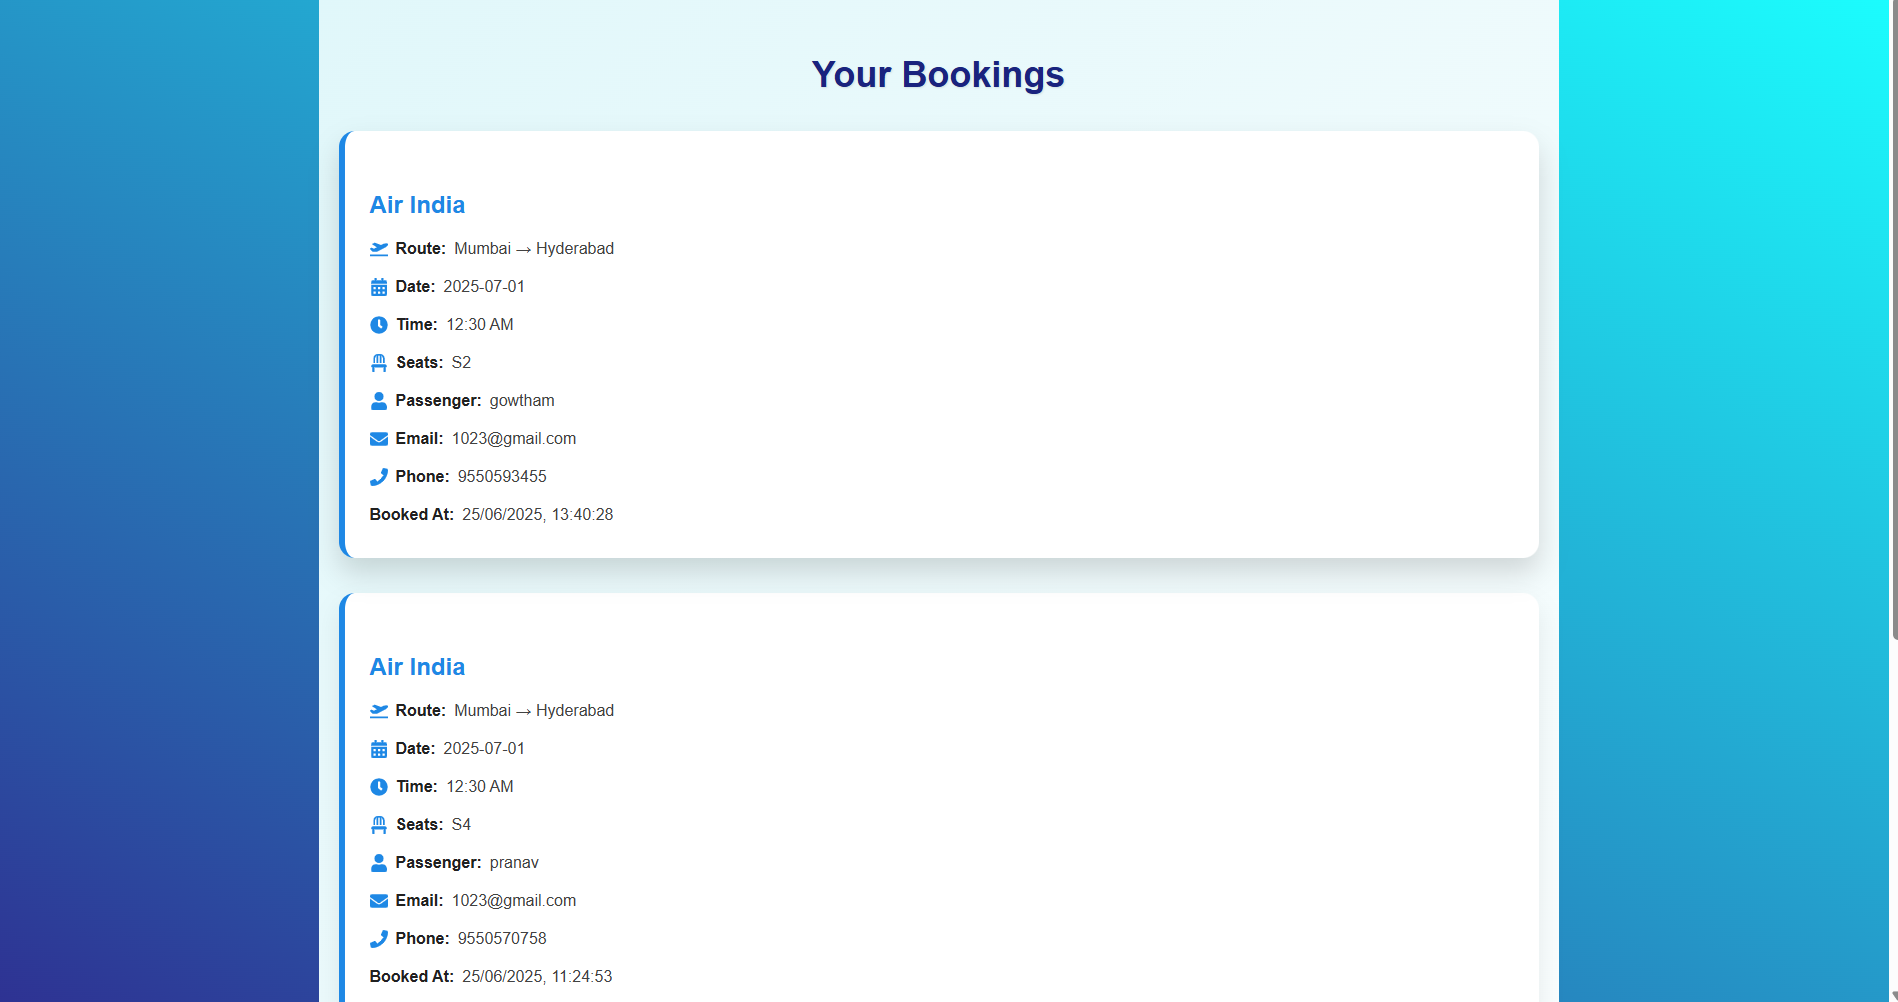 Your Bookings
Air India
Route: Mumbai → Hyderabad
Date: 2025-07-01
Time: 12:30 AM
Seats: S2
Passenger: gowtham
Email: 1023@gmail.com
Phone: 9550593455
Booked At: 25/06/2025, 13:40:28
Air India
Route: Mumbai → Hyderabad
Date: 2025-07-01
Time: 12:30 AM
Seats: S4
Passenger: pranav
Email: 1023@gmail.com
Phone: 9550570758
Booked At: 25/06/2025, 11:24:53